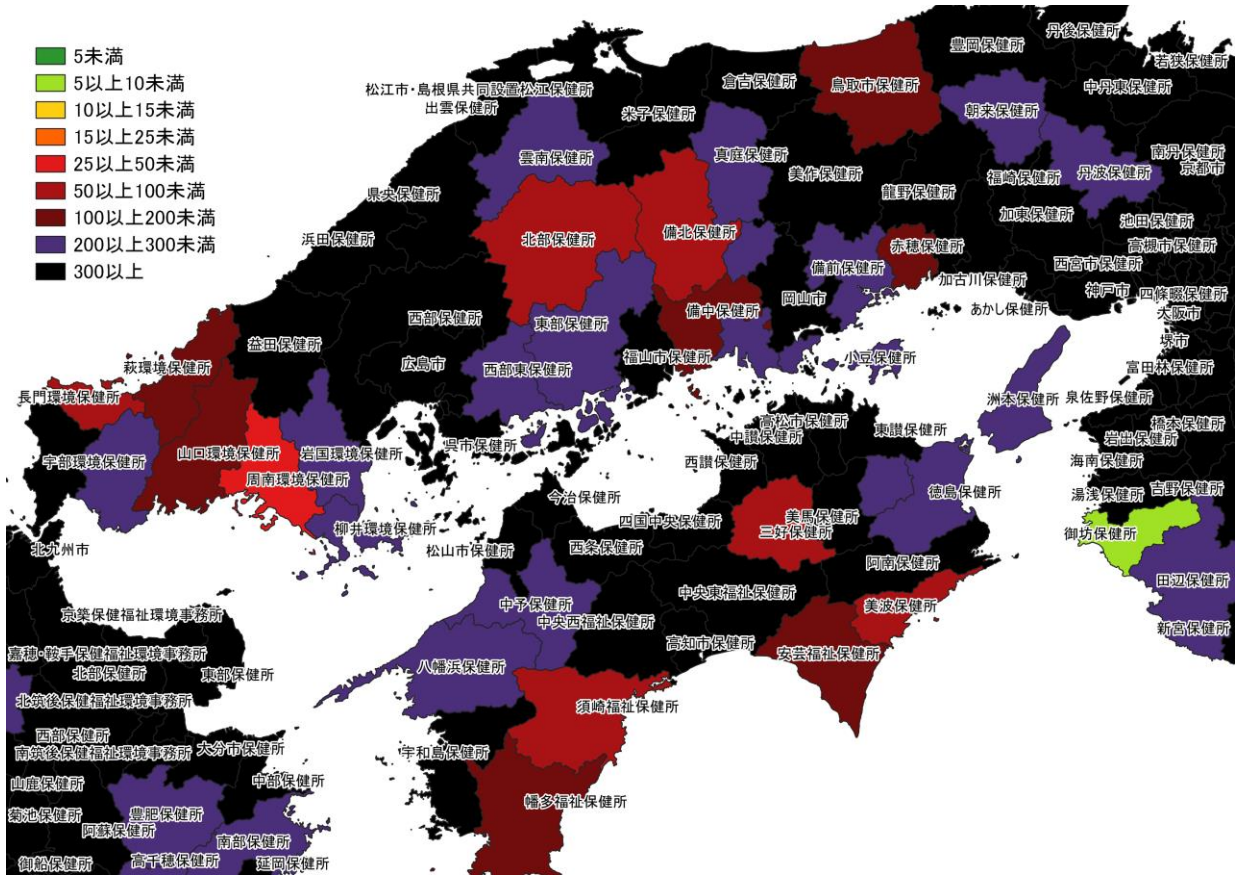 5未満
5以上10未満
10以上15未満
15以上25未満
25以上50未満
50以上100未満
100以上200未満
200以上300未満
300以上
丹後保健所
豊岡保健所
若狭保健所
倉吉保健所
鳥取市保健所
中丹東保健所
松江市・島根県共同設置松江保健所
出雲保健所
米子保健所
朝来保健所
雲南保健所
真庭保健所
美作保健所
南丹保健所
京都市
福崎保健所
丹波保健所
県央保健所
龍野保健所
加東保健所
池田保健所
浜田保健所
北部保健所
備北保健所
赤穂保健所
高槻市保健所
備前保健所
西宮市保健所
加古川保健所
神戸市
四條畷保健所
岡山市
あかし保健所
大阪市
西部保健所
東部保健所
備中保健所
堺市
益田保健所
広島市
福山市保健所
小豆保健所
萩環境保健所
西部東保健所
富田林保健所
長門環境保健所
洲本保健所
泉佐野保健所
高松市保健所
橋本保健所
中讃保健所
東讃保健所
岩出保健所
呉市保健所
山口環境保健所
岩国環境保健所
宇部環境保健所
西讃保健所
海南保健所
周南環境保健所
徳島保健所
吉野保健所
今治保健所
湯浅保健所
四国中央保健所
美馬保健所
三好保健所
御坊保健所
柳井環境保健所
北九州市
松山市保健所
西条保健所
阿南保健所
田辺保健所
中央東福祉保健所
中予保健所
美波保健所
京築保健福祉環境事務所
中央西福祉保健所
新宮保健所
高知市保健所
嘉穂・鞍手保健福祉環境事務所
安芸福祉保健所
北部保健所
東部保健所
八幡浜保健所
北筑後保健福祉環境事務所
須崎福祉保健所
西部保健所
大分市保健所
南筑後保健福祉環境事務所
宇和島保健所
中部保健所
山鹿保健所
幡多福祉保健所
菊池保健所
豊肥保健所
阿蘇保健所
南部保健所
御船保健所
高千穂保健所
延岡保健所